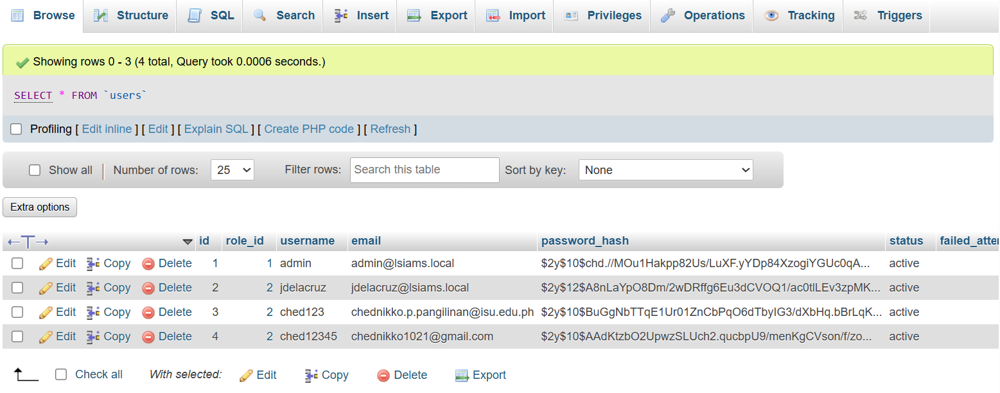 Browse Structure SQL Search Insert Export Import Privileges Operations Tracking Triggers
Showing rows 0 - 3 (4 total, Query took 0.0006 seconds.)
SELECT * FROM `users`
Profiling [ Edit inline ] [ Edit ] [ Explain SQL ] [ Create PHP code ] [ Refresh ]
Show all Number of rows: 25 Filter rows: Search this table Sort by key: None
Extra options
id role_id username email password_hash status failed_atter
Edit Copy Delete 1 1 admin admin@lsiams.local $2y$10$chd.//MOu1Hakpp82Us/LuXF.yYDp84XzogiYGUc0qA... active
Edit Copy Delete 2 2 jdelacruz jdelacruz@lsiams.local $2y$12$A8nLaYpO8Dm/2wDRffg6Eu3dCVOQ1/ac0tlLEv3zpMK... active
Edit Copy Delete 3 2 ched123 chednikko.p.pangilinan@isu.edu.ph $2y$10$BuGgNbTTqE1Ur01ZnCbPqO6dTbyIG3/dXbHq.bBrLqK... active
Edit Copy Delete 4 2 ched12345 chednikko1021@gmail.com $2y$10$AAdKtzbO2UpwzSLUch2.qucbpU9/menKgCVson/f/zo... active
Check all With selected: Edit Copy Delete Export